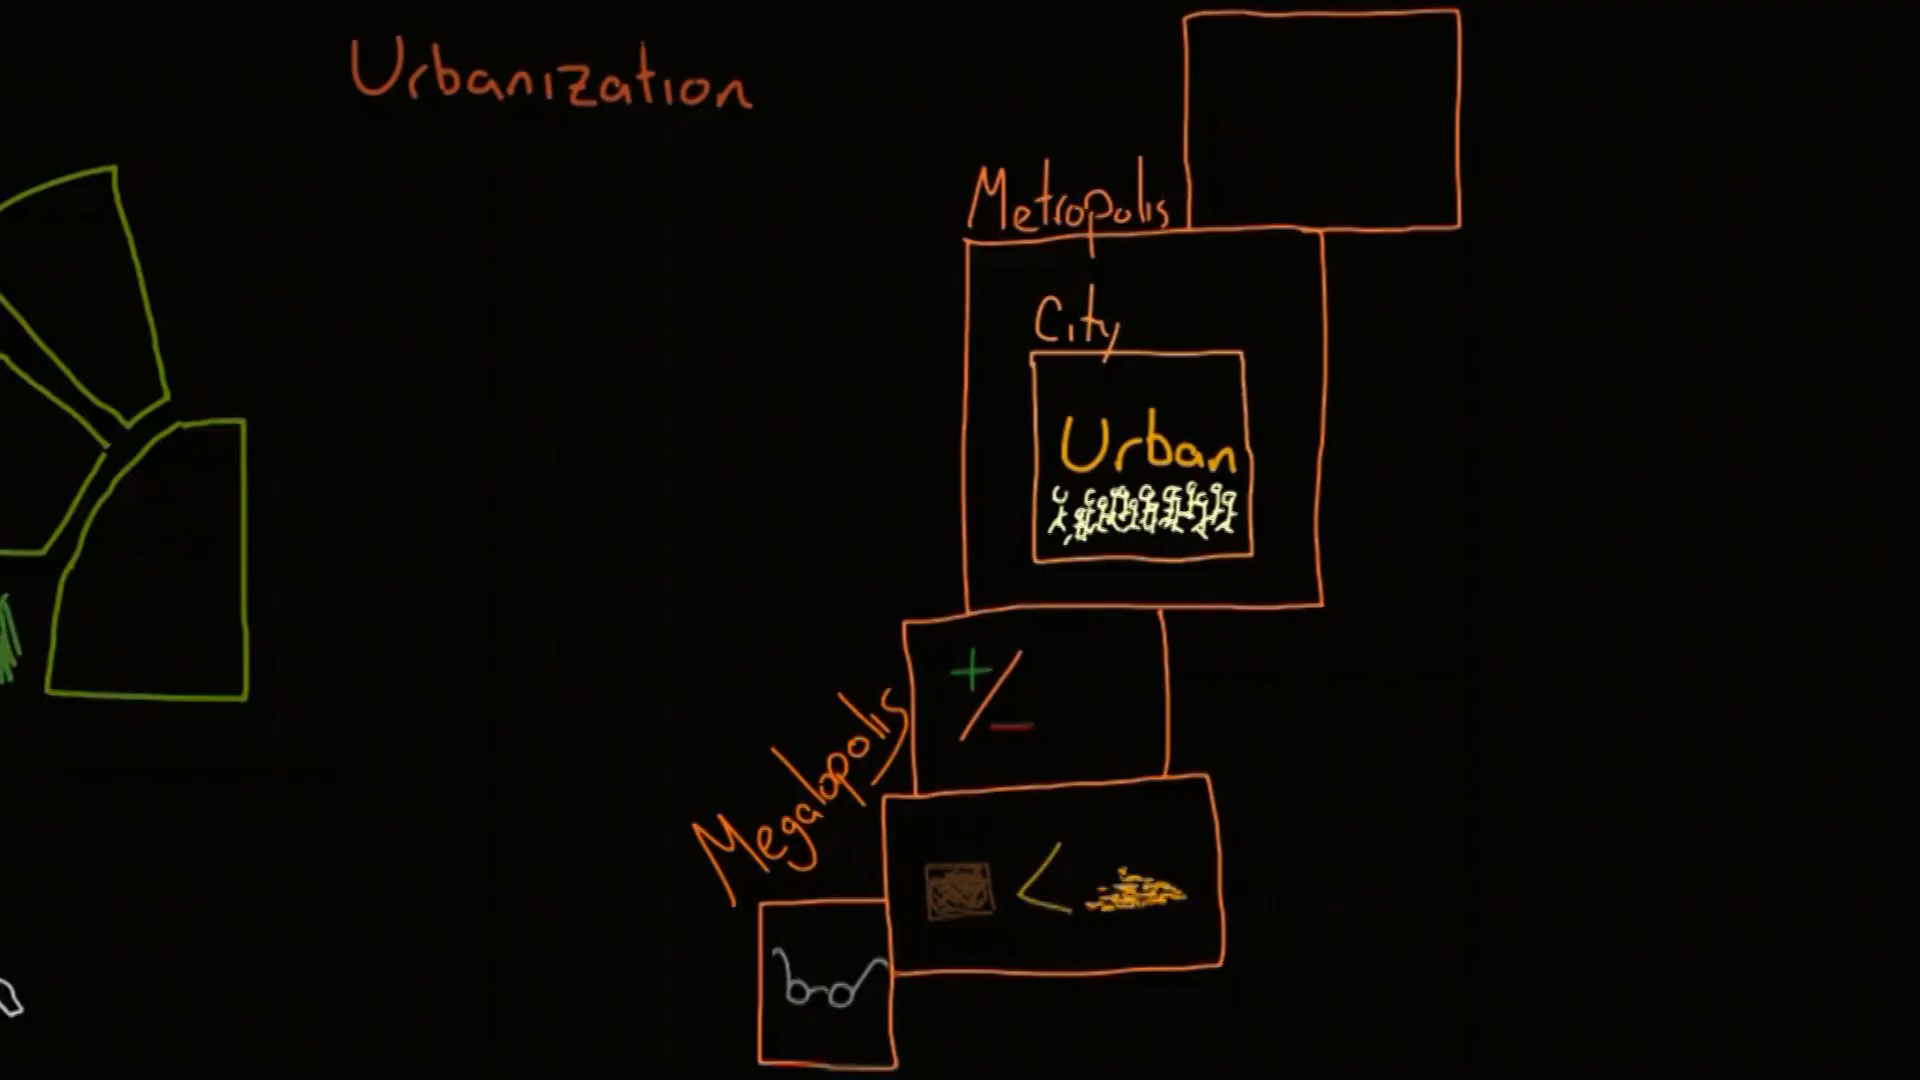 Urbanization
Metropolis
City
Urban
+/−
Megalopolis
<